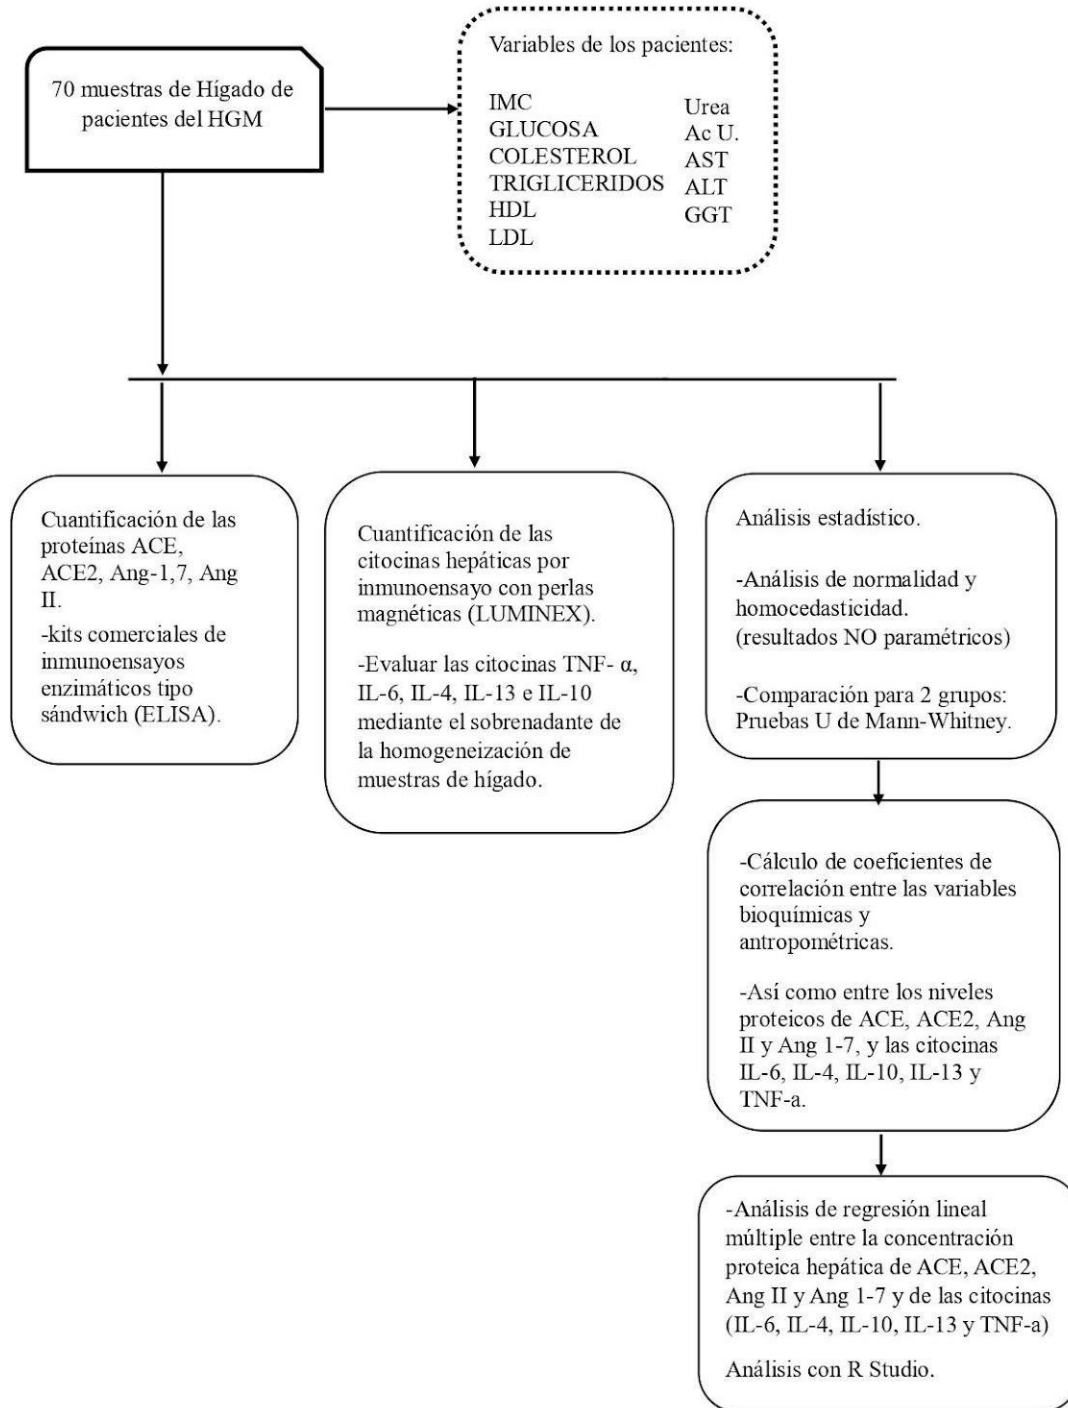 70 muestras de Hígado de
pacientes del HGM
Variables de los pacientes:
IMC
GLUCOSA
COLESTEROL
TRIGLICERIDOS
HDL
LDL
Urea
Ac U.
AST
ALT
GGT
Cuantificación de las
proteínas ACE,
ACE2, Ang-1,7, Ang
II.
-kits comerciales de
inmunoensayos
enzimáticos tipo
sándwich (ELISA).
Cuantificación de las
citocinas hepáticas por
inmunoensayo con perlas
magnéticas (LUMINEX).
-Evaluar las citocinas TNF- α,
IL-6, IL-4, IL-13 e IL-10
mediante el sobrenadante de
la homogeneización de
muestras de hígado.
Análisis estadístico.
-Análisis de normalidad y
homocedasticidad.
(resultados NO paramétricos)
-Comparación para 2 grupos:
Pruebas U de Mann-Whitney.
-Cálculo de coeficientes de
correlación entre las variables
bioquímicas y
antropométricas.
-Así como entre los niveles
proteicos de ACE, ACE2, Ang
II y Ang 1-7, y las citocinas
IL-6, IL-4, IL-10, IL-13 y
TNF-a.
-Análisis de regresión lineal
múltiple entre la concentración
proteica hepática de ACE, ACE2,
Ang II y Ang 1-7 y de las citocinas
(IL-6, IL-4, IL-10, IL-13 y TNF-a)
Análisis con R Studio.